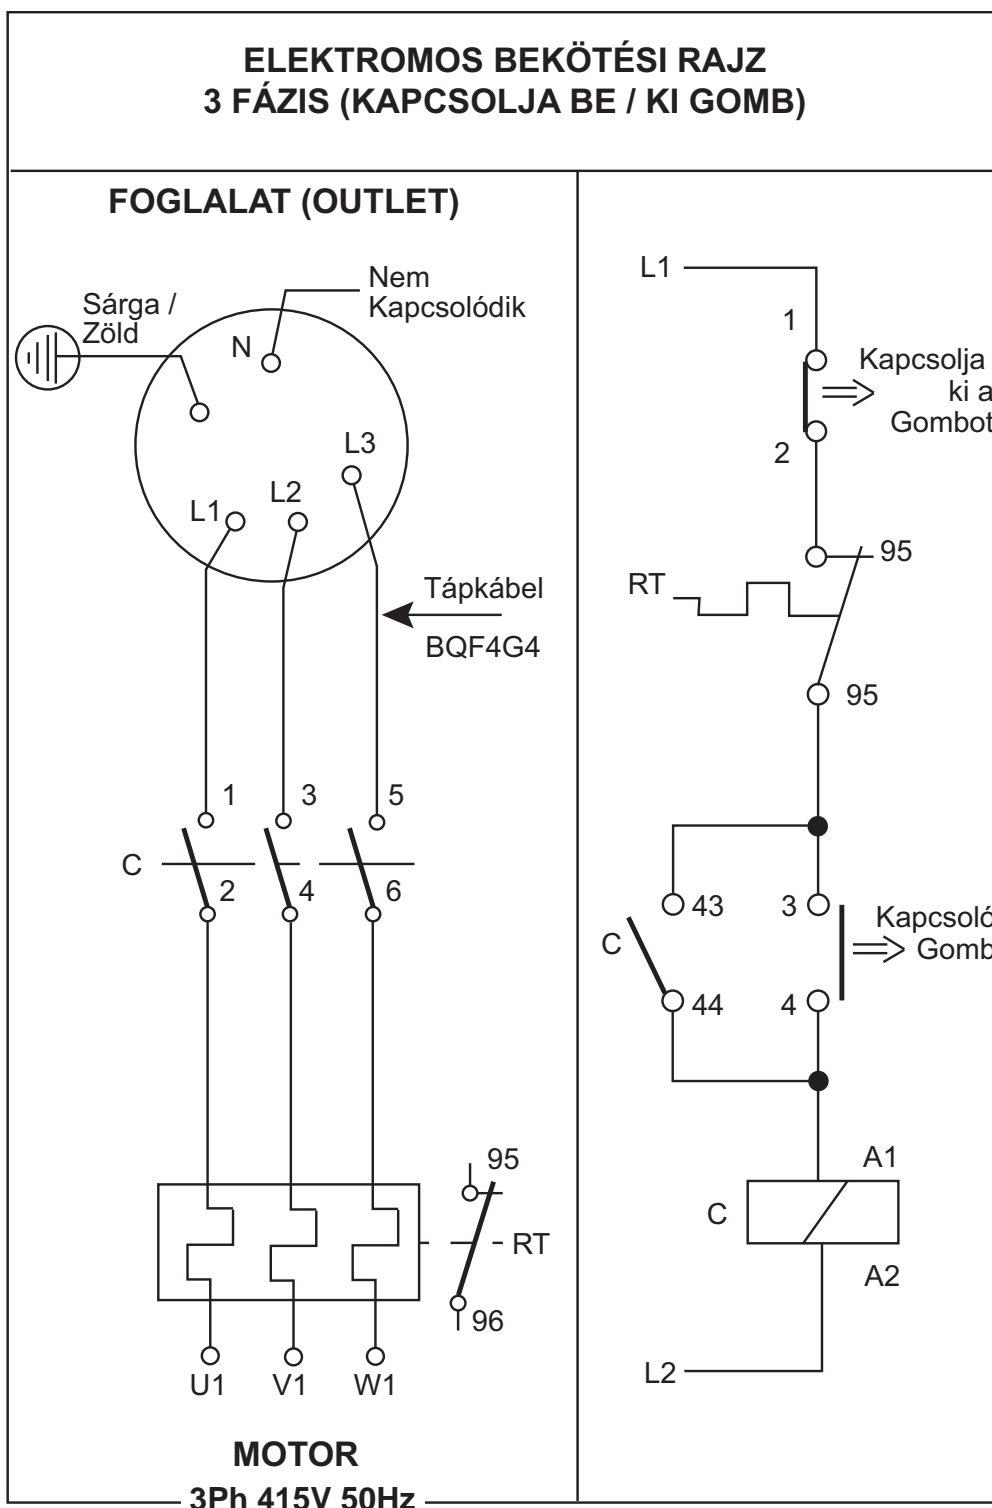 ELEKTROMOS BEKÖTÉSI RAJZ
3 FÁZIS (KAPCSOLJA BE / KI GOMB)
FOGLALAT (OUTLET)
Nem
Kapcsolódik
Sárga /
Zöld
N
L3
L2
L1
Tápkábel
BQF4G4
1
3
5
C
2
4
6
95
RT
96
U1
V1
W1
MOTOR
3Ph 415V 50Hz
L1
1
Kapcsolja
ki a
Gombot
2
95
RT
95
43
3
Kapcsoló
C
Gomb
44
4
A1
C
A2
L2